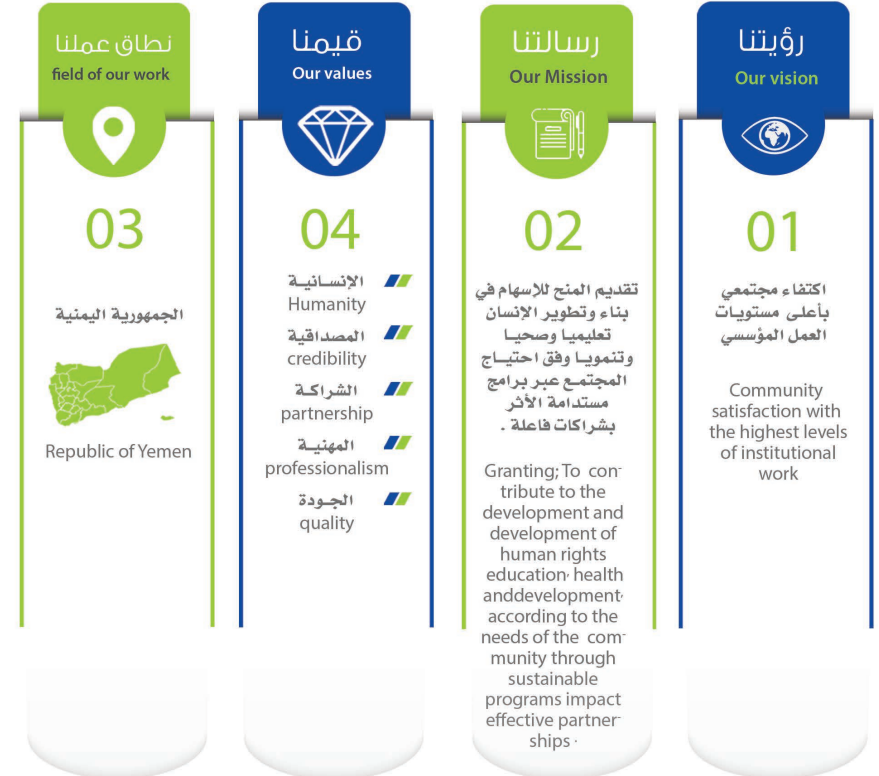 رؤيتنا
Our vision
01
اكتفاء مجتمعي
بأعلى مستويات
العمل المؤسسي
Community
satisfaction with
the highest levels
of institutional
work
رسالتنا
Our Mission
02
تقديم المنح للإسهام في
بناء وتطوير الإنسان
تعليميا وصحيا
وتنمويا وفق احتياج
المجتمع عبر برامج
مستدامة الأثر
بشراكات فاعلة .
Granting; To con-
tribute to the
development and
development of
human rights
education, health
anddevelopment,
according to the
needs of the com-
munity through
sustainable
programs impact
effective partner-
ships .
قيمنا
Our values
04
الإنسانية
Humanity
المصداقية
credibility
الشراكة
partnership
المهنية
professionalism
الجودة
quality
نطاق عملنا
field of our work
03
الجمهورية اليمنية
Republic of Yemen